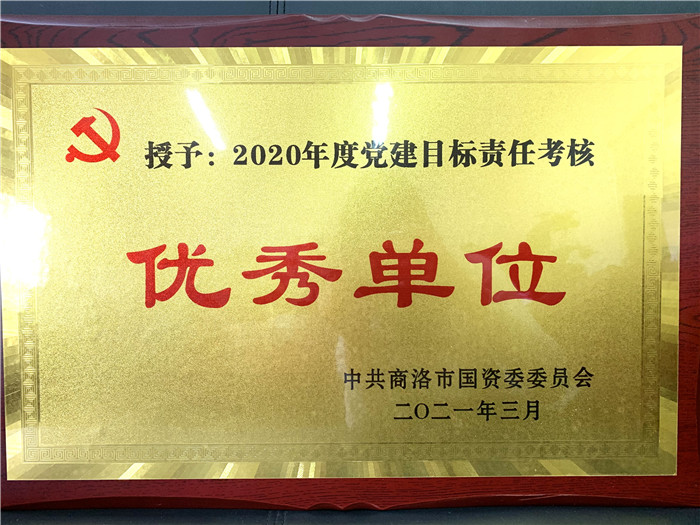 授予：2020年度党建目标责任考核
优秀单位
中共商洛市国资委委员会
二〇二一年三月